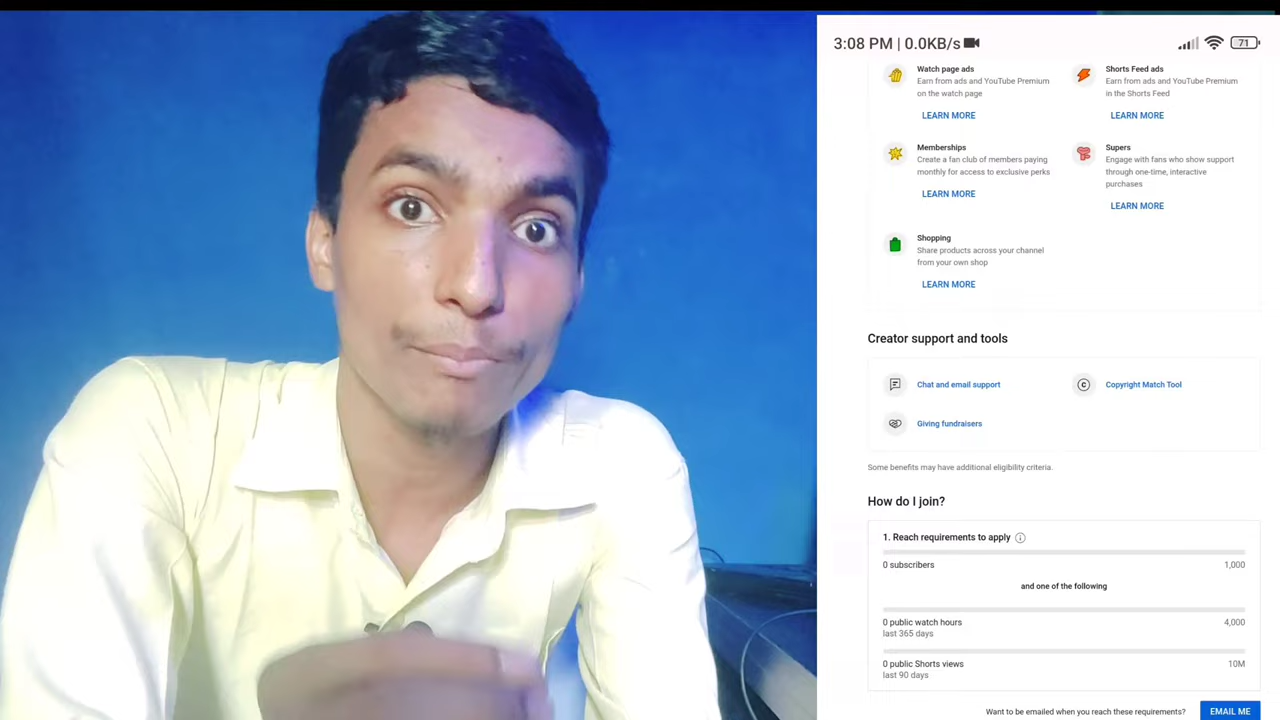 3:08 PM | 0.0KB/s
71
Watch page ads
Earn from ads and YouTube Premium
on the watch page
LEARN MORE
Shorts Feed ads
Earn from ads and YouTube Premium
in the Shorts Feed
LEARN MORE
Memberships
Create a fan club of members paying
monthly for access to exclusive perks
LEARN MORE
Supers
Engage with fans who show support
through one-time, interactive
purchases
LEARN MORE
Shopping
Share products across your channel
from your own shop
LEARN MORE
Creator support and tools
Chat and email support
Copyright Match Tool
Giving fundraisers
Some benefits may have additional eligibility criteria.
How do I join?
1. Reach requirements to apply
0 subscribers
1,000
and one of the following
0 public watch hours
4,000
last 365 days
0 public Shorts views
10M
last 90 days
Want to be emailed when you reach these requirements?
EMAIL ME